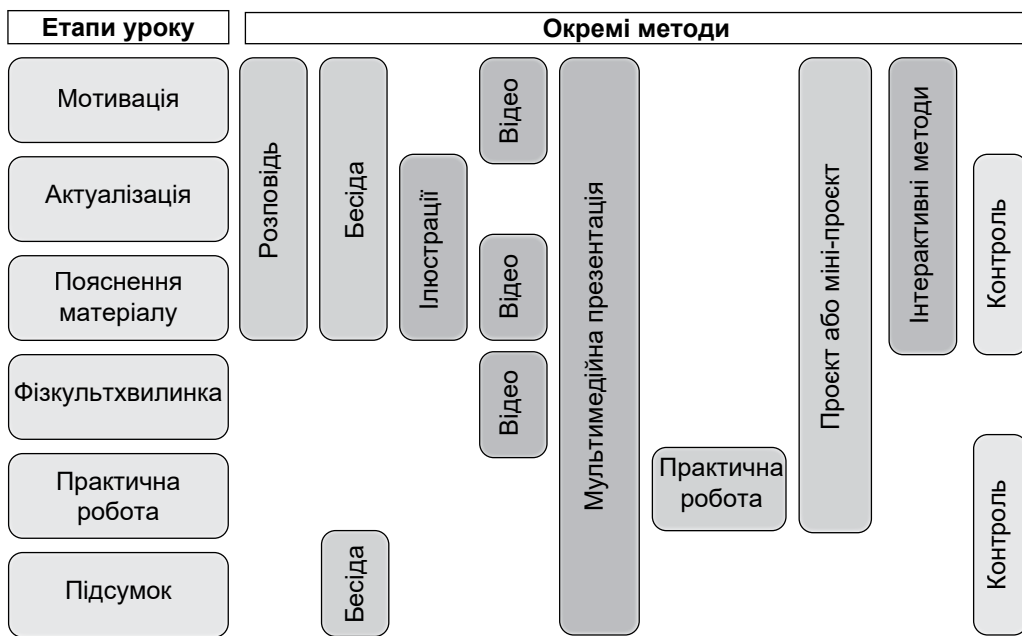 Етапи уроку
Окремі методи
Мотивація
Актуалізація
Пояснення
матеріалу
Фізкультхвилинка
Практична
робота
Підсумок
Розповідь
Бесіда
Бесіда
Ілюстрації
Відео
Відео
Відео
Мультимедійна презентація
Практична
робота
Проєкт або міні-проєкт
Інтерактивні методи
Контроль
Контроль